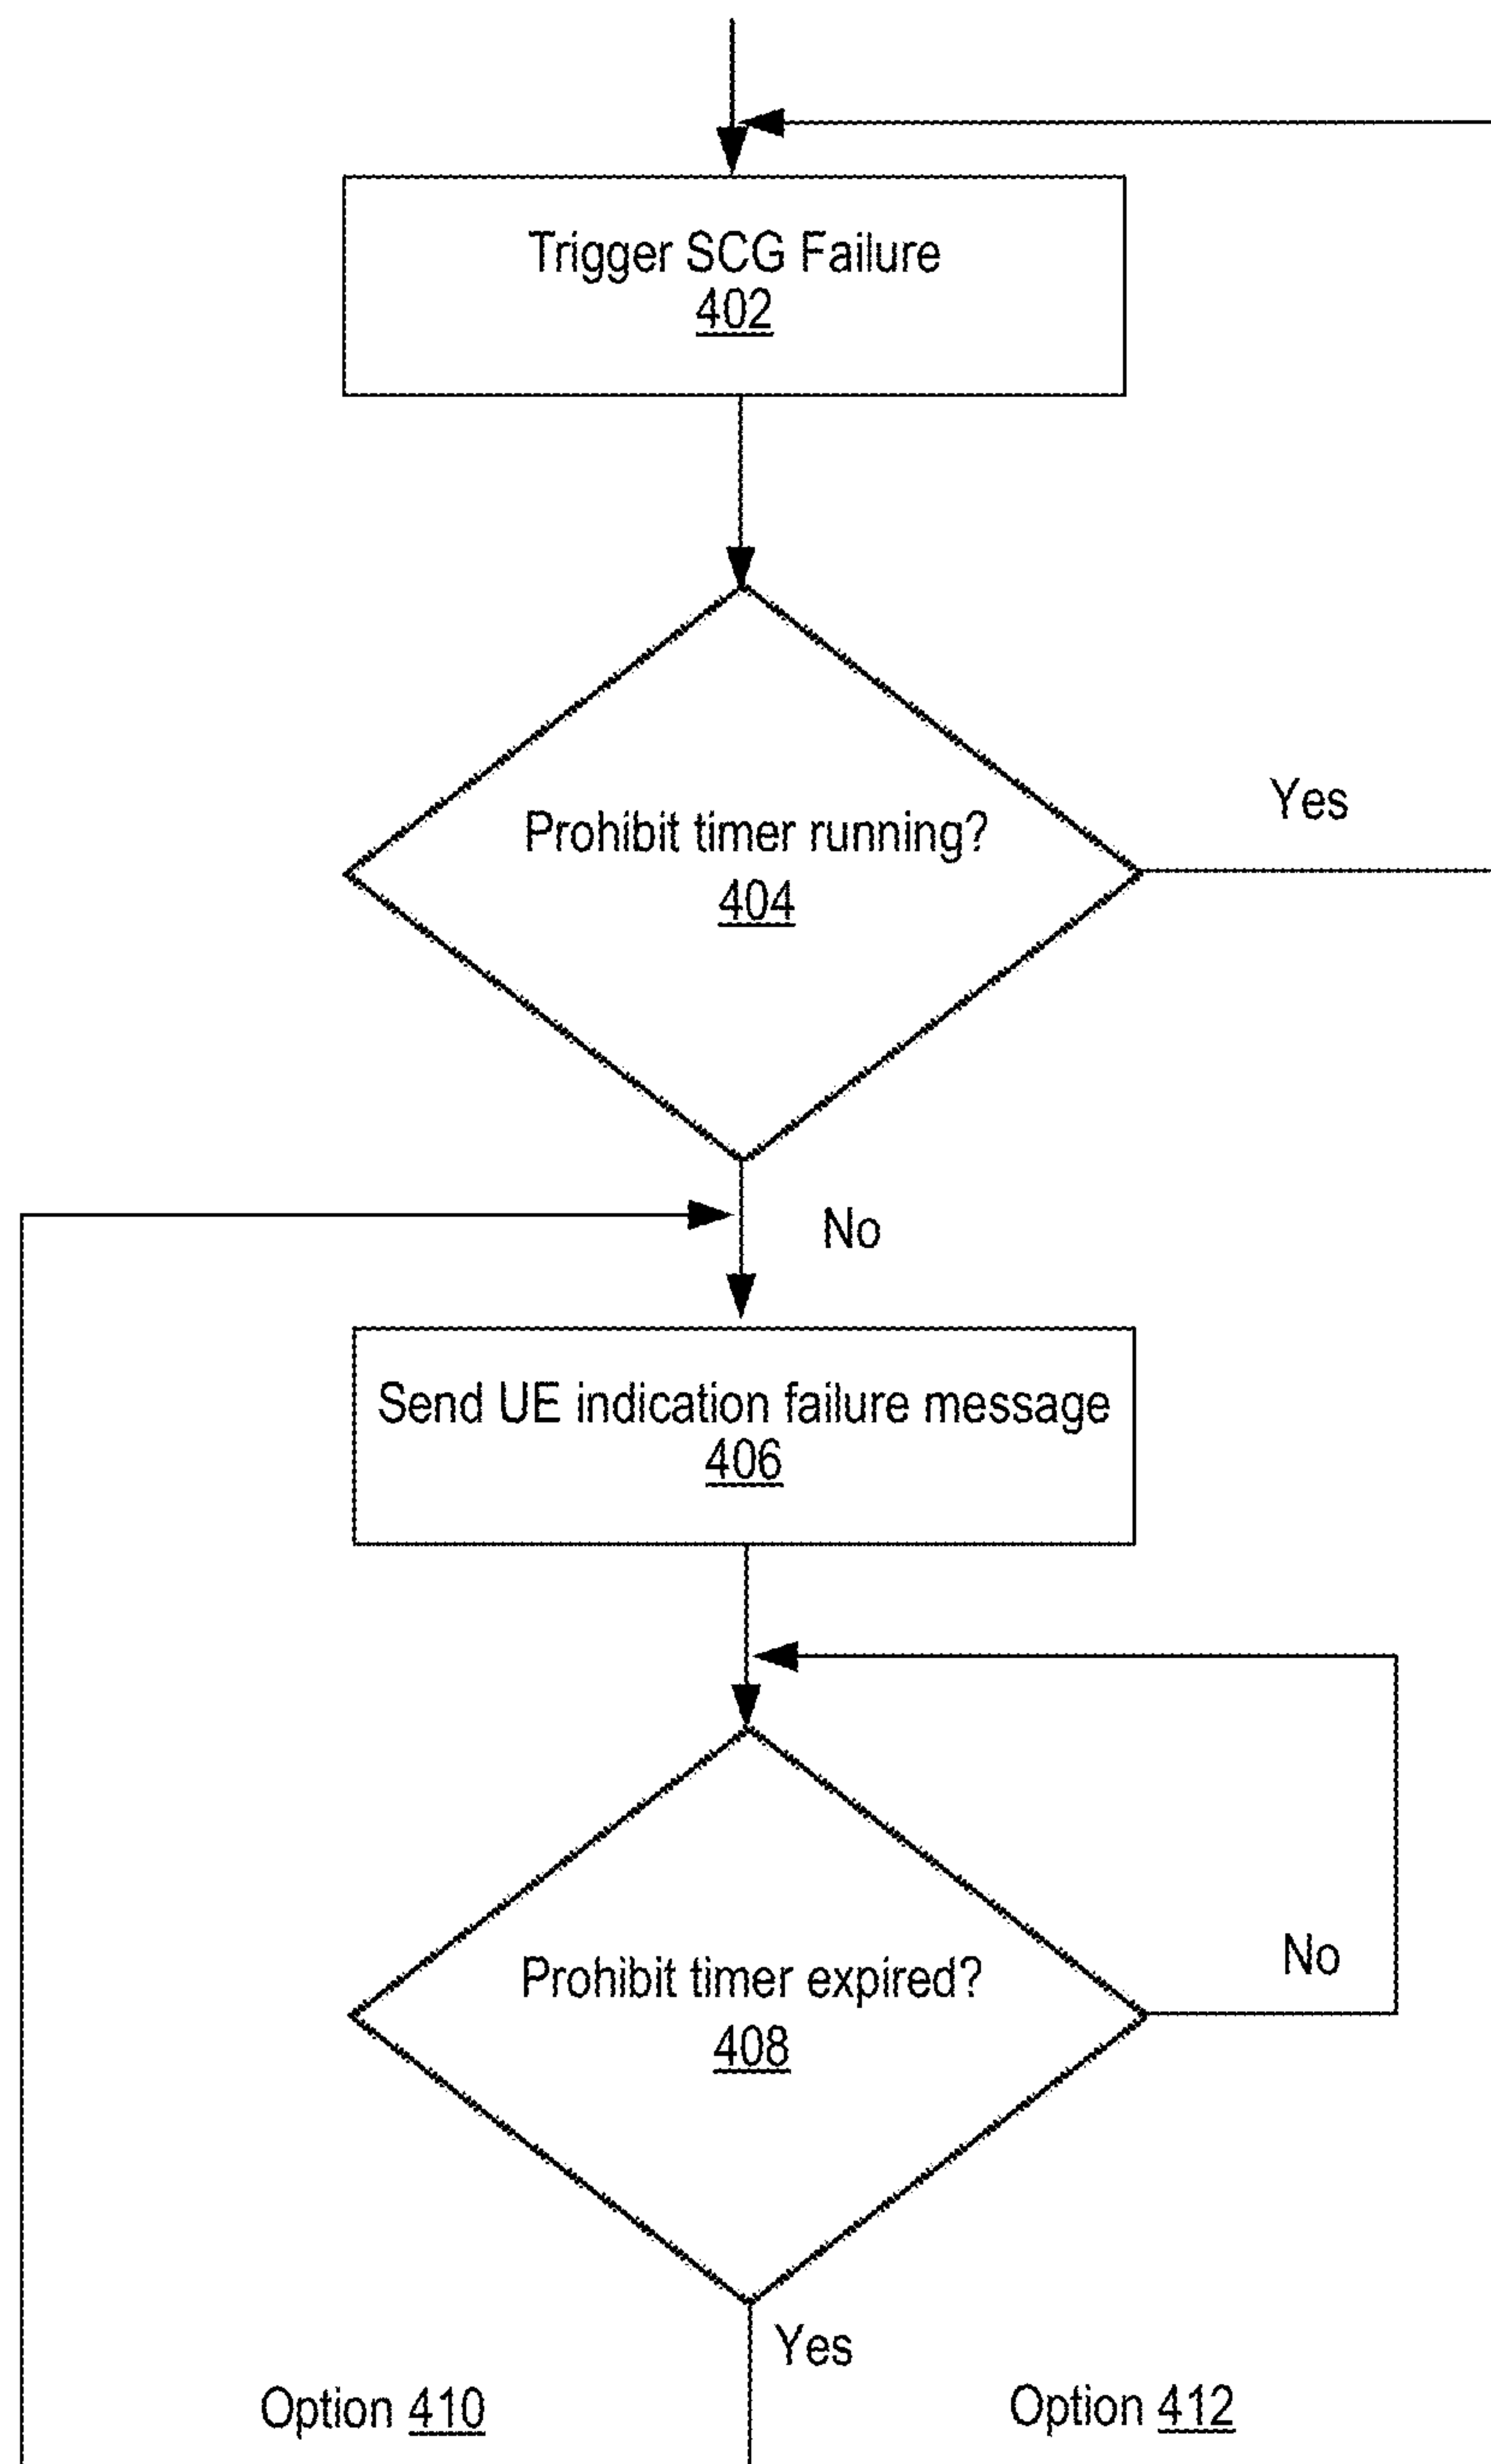 Trigger SCG Failure
402
Prohibit timer running?
404
Yes
No
Send UE indication failure message
406
Prohibit timer expired?
408
No
Yes
Option 410
Option 412